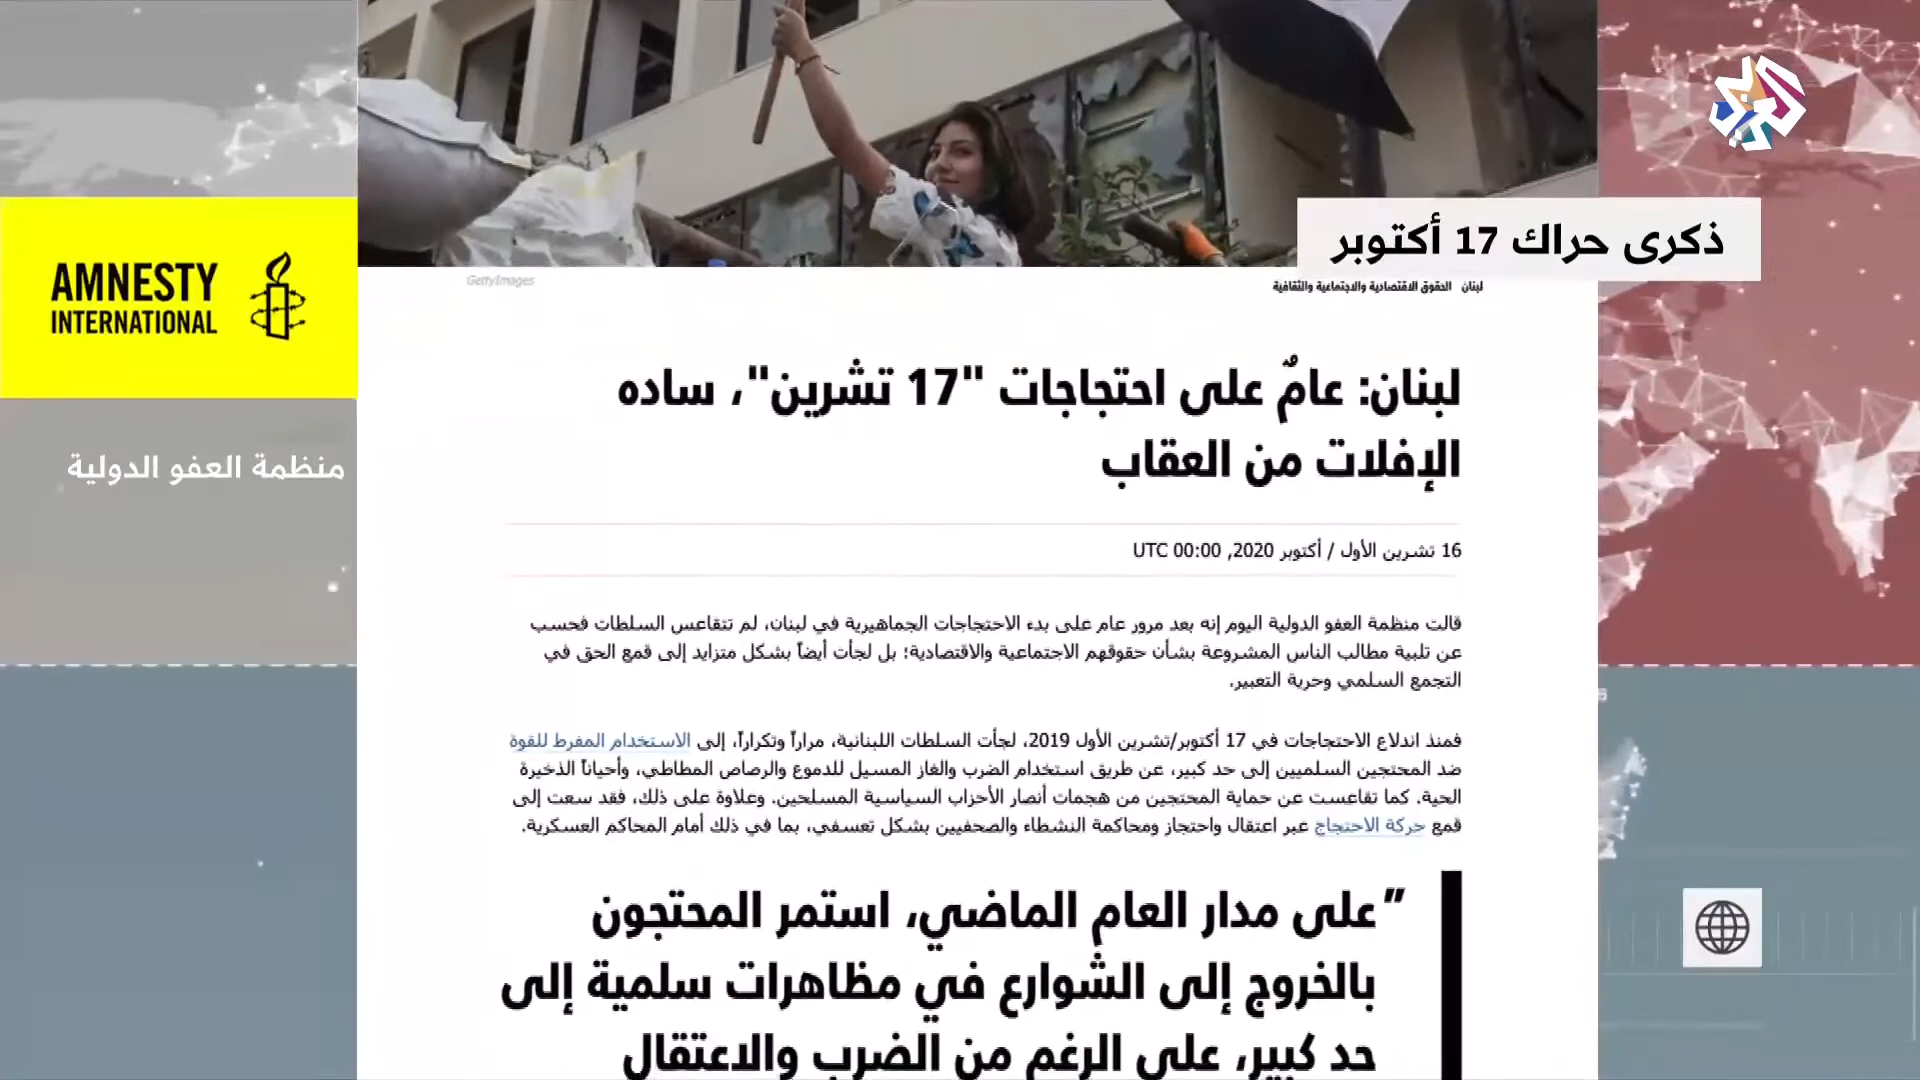 ذكرى حراك 17 أكتوبر
AMNESTY
INTERNATIONAL
منظمة العفو الدولية
GettyImages
لبنان الحقوق الاقتصادية والاجتماعية والثقافية
لبنان: عامٌ على احتجاجات "17 تشرين"، ساده
الإفلات من العقاب
16 تشرين الأول / أكتوبر 2020, 00:00 UTC
قالت منظمة العفو الدولية اليوم إنه بعد مرور عام على بدء الاحتجاجات الجماهيرية في لبنان، لم تتقاعس السلطات فحسب
عن تلبية مطالب الناس المشروعة بشأن حقوقهم الاجتماعية والاقتصادية؛ بل لجأت أيضاً بشكل متزايد إلى قمع الحق في
التجمع السلمي وحرية التعبير.
فمنذ اندلاع الاحتجاجات في 17 أكتوبر/تشرين الأول 2019، لجأت السلطات اللبنانية، مراراً وتكراراً، إلى الاستخدام المفرط للقوة
ضد المحتجين السلميين إلى حد كبير، عن طريق استخدام الضرب والغاز المسيل للدموع والرصاص المطاطي، وأحياناً الذخيرة
الحية. كما تقاعست عن حماية المحتجين من هجمات أنصار الأحزاب السياسية المسلحين. وعلاوة على ذلك، فقد سعت إلى
قمع حركة الاحتجاج عبر اعتقال واحتجاز ومحاكمة النشطاء والصحفيين بشكل تعسفي، بما في ذلك أمام المحاكم العسكرية.
”على مدار العام الماضي، استمر المحتجون
بالخروج إلى الشوارع في مظاهرات سلمية إلى
حد كبير، على الرغم من الضرب والاعتقال